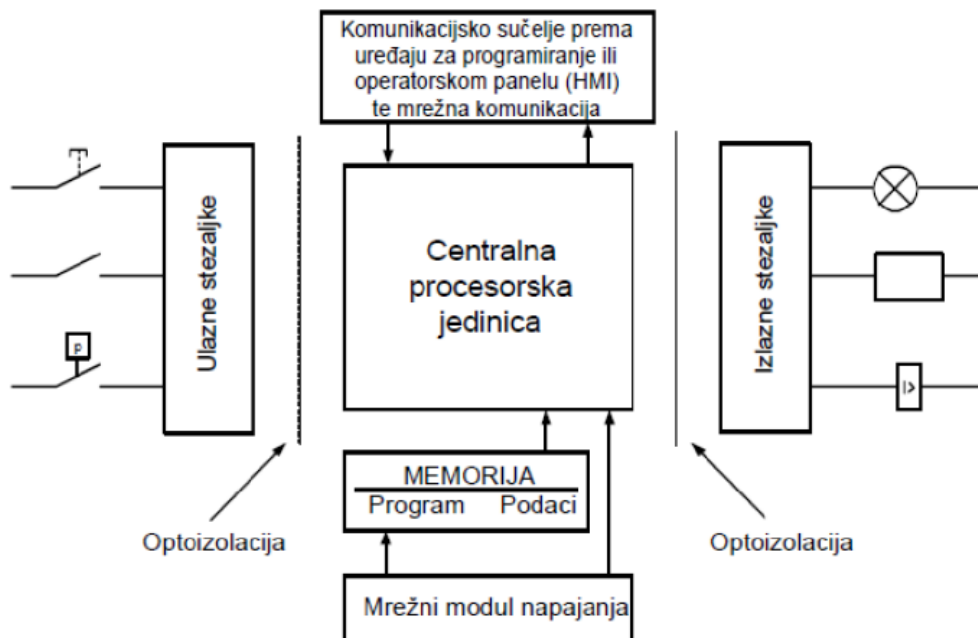 Komunikacijsko sučelje prema
uređaju za programiranje ili
operatorskom panelu (HMI)
te mrežna komunikacija
Ulazne stezaljke
p
Centralna
procesorska
jedinica
Izlazne stezaljke
I>
MEMORIJA
Program Podaci
Optoizolacija
Optoizolacija
Mrežni modul napajanja